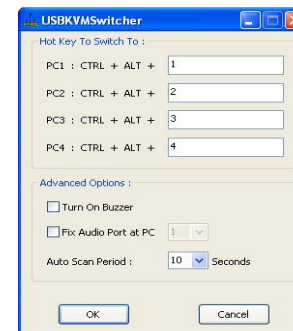 USBKVMSwitcher
Hot Key To Switch To :
PC1 : CTRL + ALT + 1
PC2 : CTRL + ALT + 2
PC3 : CTRL + ALT + 3
PC4 : CTRL + ALT + 4
Advanced Options :
Turn On Buzzer
Fix Audio Port at PC 1
Auto Scan Period : 10 Seconds
OK Cancel